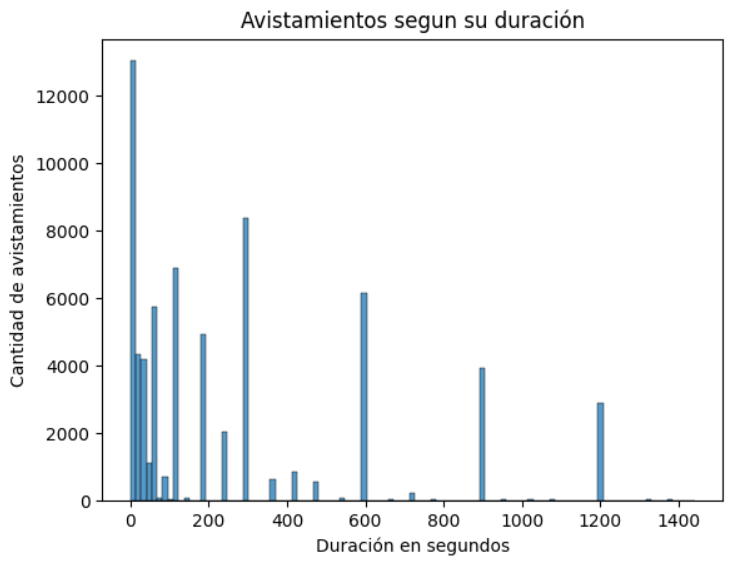 Avistamientos segun su duración
Cantidad de avistamientos
12000
10000
8000
6000
4000
2000
0
0 200 400 600 800 1000 1200 1400
Duración en segundos